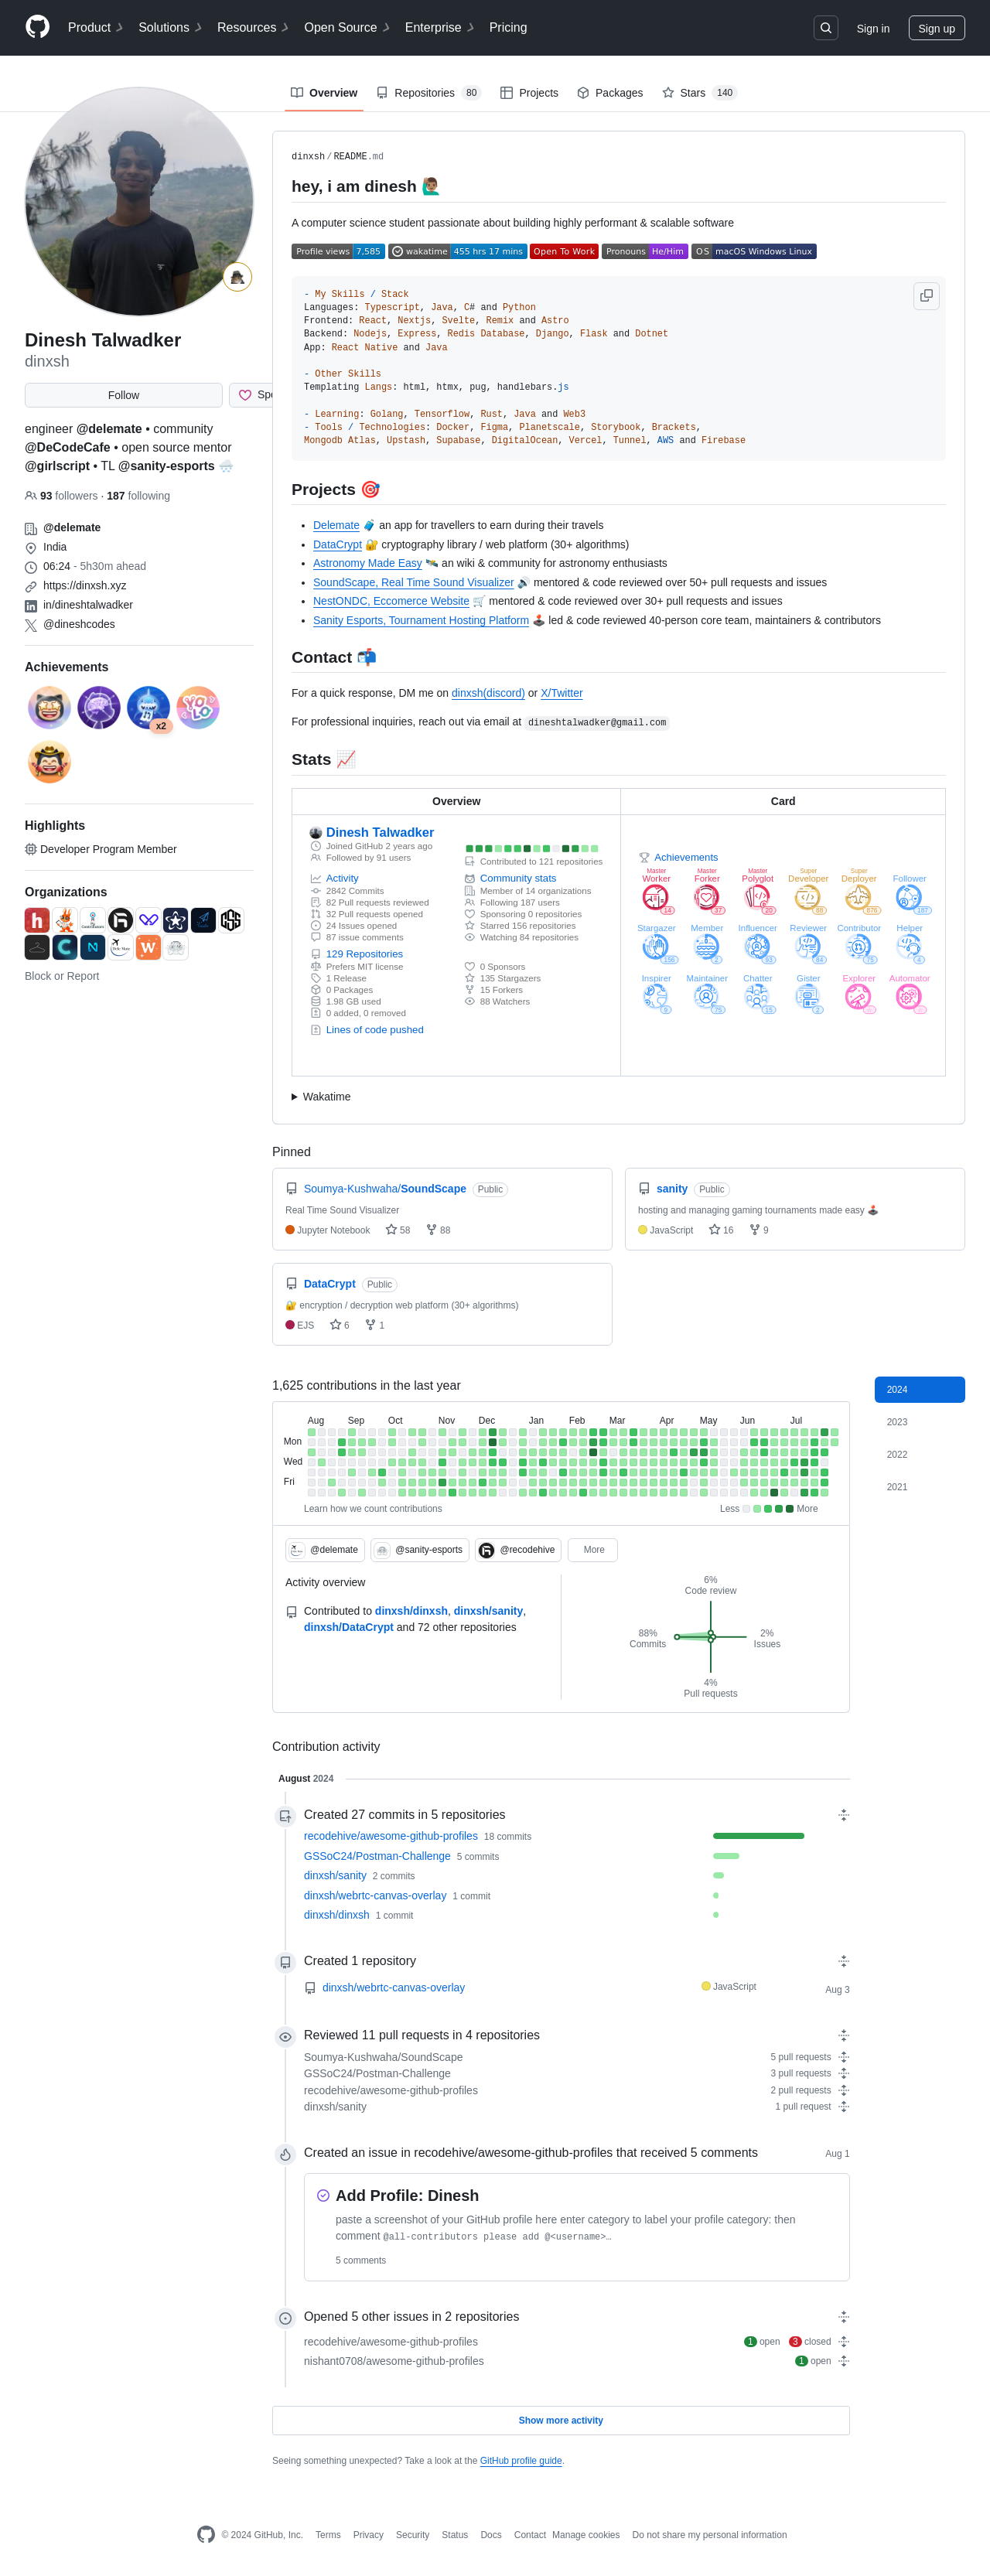 Product Solutions Resources Open Source Enterprise Pricing Sign in Sign up
Overview Repositories 80 Projects Packages Stars 140
Dinesh Talwadker
dinxsh
Follow Spo
engineer @delemate • community
@DeCodeCafe • open source mentor
@girlscript • TL @sanity-esports
93 followers · 187 following
@delemate
India
06:24 - 5h30m ahead
https://dinxsh.xyz
in/dineshtalwadker
@dineshcodes
Achievements
x2
Highlights
Developer Program Member
Organizations
Block or Report
dinxsh/README.md
hey, i am dinesh
A computer science student passionate about building highly performant & scalable software
Profile views 7,585 wakatime 455 hrs 17 mins Open To Work Pronouns He/Him OS macOS Windows Linux
- My Skills / Stack
Languages: Typescript, Java, C# and Python
Frontend: React, Nextjs, Svelte, Remix and Astro
Backend: Nodejs, Express, Redis Database, Django, Flask and Dotnet
App: React Native and Java
- Other Skills
Templating Langs: html, htmx, pug, handlebars.js
- Learning: Golang, Tensorflow, Rust, Java and Web3
- Tools / Technologies: Docker, Figma, Planetscale, Storybook, Brackets,
Mongodb Atlas, Upstash, Supabase, DigitalOcean, Vercel, Tunnel, AWS and Firebase
Projects
Delemate an app for travellers to earn during their travels
DataCrypt cryptography library / web platform (30+ algorithms)
Astronomy Made Easy an wiki & community for astronomy enthusiasts
SoundScape, Real Time Sound Visualizer mentored & code reviewed over 50+ pull requests and issues
NestONDC, Eccomerce Website mentored & code reviewed over 30+ pull requests and issues
Sanity Esports, Tournament Hosting Platform led & code reviewed 40-person core team, maintainers & contributors
Contact
For a quick response, DM me on dinxsh(discord) or X/Twitter
For professional inquiries, reach out via email at dineshtalwadker@gmail.com
Stats
Overview Card
Dinesh Talwadker
Joined GitHub 2 years ago
Followed by 91 users
Contributed to 121 repositories
Activity
2842 Commits
82 Pull requests reviewed
32 Pull requests opened
24 Issues opened
87 issue comments
Community stats
Member of 14 organizations
Following 187 users
Sponsoring 0 repositories
Starred 156 repositories
Watching 84 repositories
129 Repositories
Prefers MIT license
1 Release
0 Packages
1.98 GB used
0 added, 0 removed
0 Sponsors
135 Stargazers
15 Forkers
88 Watchers
Lines of code pushed
Achievements
Master Master Master Super Super
Worker Forker Polyglot Developer Deployer Follower
14 37 20 88 876 187
Stargazer Member Influencer Reviewer Contributor Helper
156 2 93 84 75 4
Inspirer Maintainer Chatter Gister Explorer Automator
9 75 15 2
Wakatime
Pinned
Soumya-Kushwaha/SoundScape Public
Real Time Sound Visualizer
Jupyter Notebook 58 88
sanity Public
hosting and managing gaming tournaments made easy
JavaScript 16 9
DataCrypt Public
encryption / decryption web platform (30+ algorithms)
EJS 6 1
1,625 contributions in the last year
2024
2023
2022
2021
Aug Sep Oct Nov Dec Jan Feb Mar Apr May Jun Jul
Mon
Wed
Fri
Learn how we count contributions Less More
@delemate @sanity-esports @recodehive More
Activity overview
Contributed to dinxsh/dinxsh, dinxsh/sanity,
dinxsh/DataCrypt and 72 other repositories
6%
Code review
88%
Commits
2%
Issues
4%
Pull requests
Contribution activity
August 2024
Created 27 commits in 5 repositories
recodehive/awesome-github-profiles 18 commits
GSSoC24/Postman-Challenge 5 commits
dinxsh/sanity 2 commits
dinxsh/webrtc-canvas-overlay 1 commit
dinxsh/dinxsh 1 commit
Created 1 repository
dinxsh/webrtc-canvas-overlay JavaScript Aug 3
Reviewed 11 pull requests in 4 repositories
Soumya-Kushwaha/SoundScape 5 pull requests
GSSoC24/Postman-Challenge 3 pull requests
recodehive/awesome-github-profiles 2 pull requests
dinxsh/sanity 1 pull request
Created an issue in recodehive/awesome-github-profiles that received 5 comments Aug 1
Add Profile: Dinesh
paste a screenshot of your GitHub profile here enter category to label your profile category: then
comment @all-contributors please add @<username>…
5 comments
Opened 5 other issues in 2 repositories
recodehive/awesome-github-profiles 1 open 3 closed
nishant0708/awesome-github-profiles 1 open
Show more activity
Seeing something unexpected? Take a look at the GitHub profile guide.
© 2024 GitHub, Inc. Terms Privacy Security Status Docs Contact Manage cookies Do not share my personal information